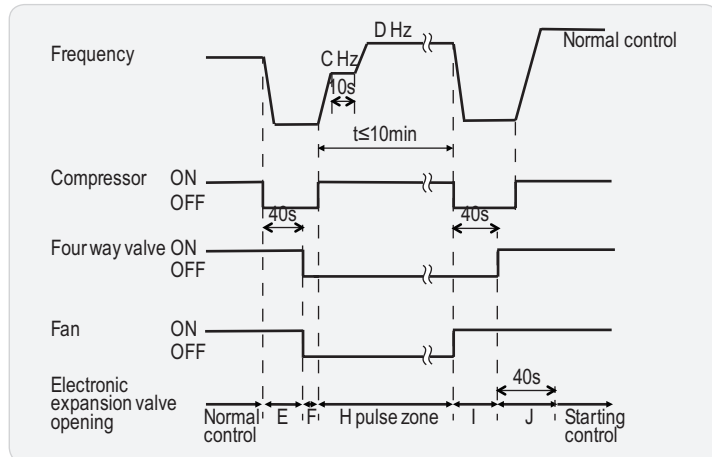 D Hz
Frequency
Normal control
C Hz
10s
t≤10min
Compressor ON
OFF
40s
40s
Four way valve ON
OFF
Fan ON
OFF
Electronic
expansion valve
opening
40s
Normal
control
E
F
H pulse zone
I
J
Starting
control